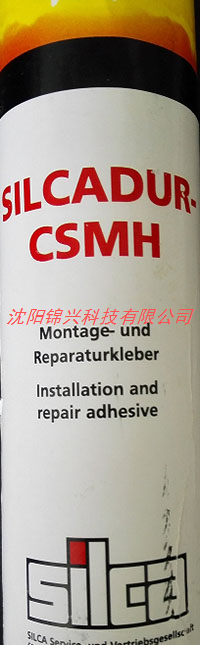 SILCADUR-
CSMH
沈阳锦兴科技有限公司
Montage- und
Reparaturkleber
Installation and
repair adhesive
silca
SILCA Service- und Vertriebsgesellschaft